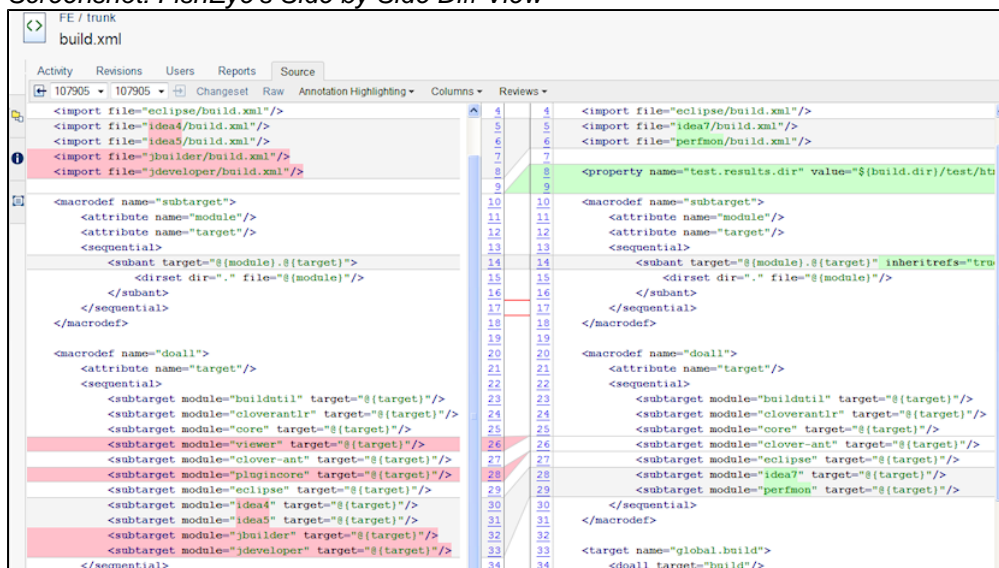 Screenshot: FishEye's Side by Side Diff View
FE / trunk
build.xml
Activity Revisions Users Reports Source
107905 107905 Changeset Raw Annotation Highlighting Columns Reviews
<import file="eclipse/build.xml"/> 4
<import file="idea4/build.xml"/> 5
<import file="idea5/build.xml"/> 6
<import file="jbuilder/build.xml"/> 7
<import file="jdeveloper/build.xml"/> 8
9
<macrodef name="subtarget"> 10
<attribute name="module"/> 11
<attribute name="target"/> 12
<sequential> 13
<subant target="@{module}.@{target}"> 14
<dirset dir="." file="@{module}"/> 15
</subant> 16
</sequential> 17
</macrodef> 18
19
<macrodef name="doall"> 20
<attribute name="target"/> 21
<sequential> 22
<subtarget module="buildutil" target="@{target}"/> 23
<subtarget module="cloverantlr" target="@{target}"/> 24
<subtarget module="core" target="@{target}"/> 25
<subtarget module="viewer" target="@{target}"/> 26
<subtarget module="clover-ant" target="@{target}"/> 27
<subtarget module="plugincore" target="@{target}"/> 28
<subtarget module="eclipse" target="@{target}"/> 29
<subtarget module="idea4" target="@{target}"/> 30
<subtarget module="idea5" target="@{target}"/> 31
<subtarget module="jbuilder" target="@{target}"/> 32
<subtarget module="jdeveloper" target="@{target}"/> 33
</sequential> 34
4 <import file="eclipse/build.xml"/>
5 <import file="idea7/build.xml"/>
6 <import file="perfmon/build.xml"/>
7
8 <property name="test.results.dir" value="${build.dir}/test/htm
9
10 <macrodef name="subtarget">
11 <attribute name="module"/>
12 <attribute name="target"/>
13 <sequential>
14 <subant target="@{module}.@{target}" inheritrefs="true
15 <dirset dir="." file="@{module}"/>
16 </subant>
17 </sequential>
18 </macrodef>
19
20 <macrodef name="doall">
21 <attribute name="target"/>
22 <sequential>
23 <subtarget module="buildutil" target="@{target}"/>
24 <subtarget module="cloverantlr" target="@{target}"/>
25 <subtarget module="core" target="@{target}"/>
26 <subtarget module="clover-ant" target="@{target}"/>
27 <subtarget module="eclipse" target="@{target}"/>
28 <subtarget module="idea7" target="@{target}"/>
29 <subtarget module="perfmon" target="@{target}"/>
30 </sequential>
31 </macrodef>
32
33 <target name="global.build">
34 <doall target="build"/>